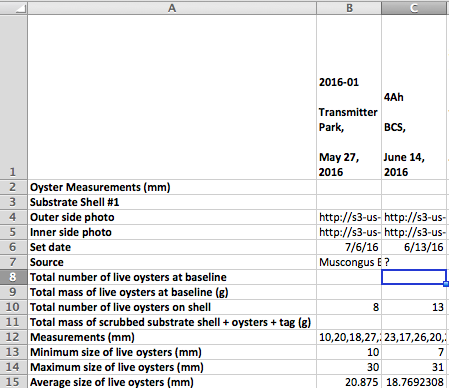 A B C
1 2016-01 Transmitter Park, May 27, 2016 4Ah BCS, June 14, 2016
2 Oyster Measurements (mm)
3 Substrate Shell #1
4 Outer side photo http://s3-us- http://s3-us-
5 Inner side photo http://s3-us- http://s3-us-
6 Set date 7/6/16 6/13/16
7 Source Muscongus B ?
8 Total number of live oysters at baseline
9 Total mass of live oysters at baseline (g)
10 Total number of live oysters on shell 8 13
11 Total mass of scrubbed substrate shell + oysters + tag (g)
12 Measurements (mm) 10,20,18,27, 23,17,26,20,
13 Minimum size of live oysters (mm) 10 7
14 Maximum size of live oysters (mm) 30 31
15 Average size of live oysters (mm) 20.875 18.7692308